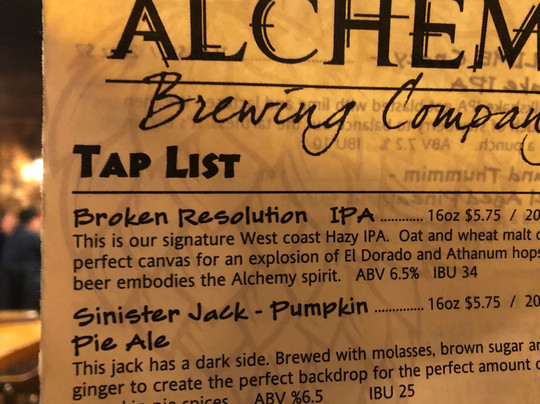 ALCHEM
Brewing Compan
TAP LIST
Broken Resolution IPA ............ 16oz $5.75 / 20
This is our signature West coast Hazy IPA. Oat and wheat malt
perfect canvas for an explosion of El Dorado and Athanum hops
beer embodies the Alchemy spirit. ABV 6.5% IBU 34
Sinister Jack - Pumpkin .............. 16oz $5.75 / 20
Pie Ale
This jack has a dark side. Brewed with molasses, brown sugar an
ginger to create the perfect backdrop for the perfect amount
pie spices. ABV %6.5 IBU 25